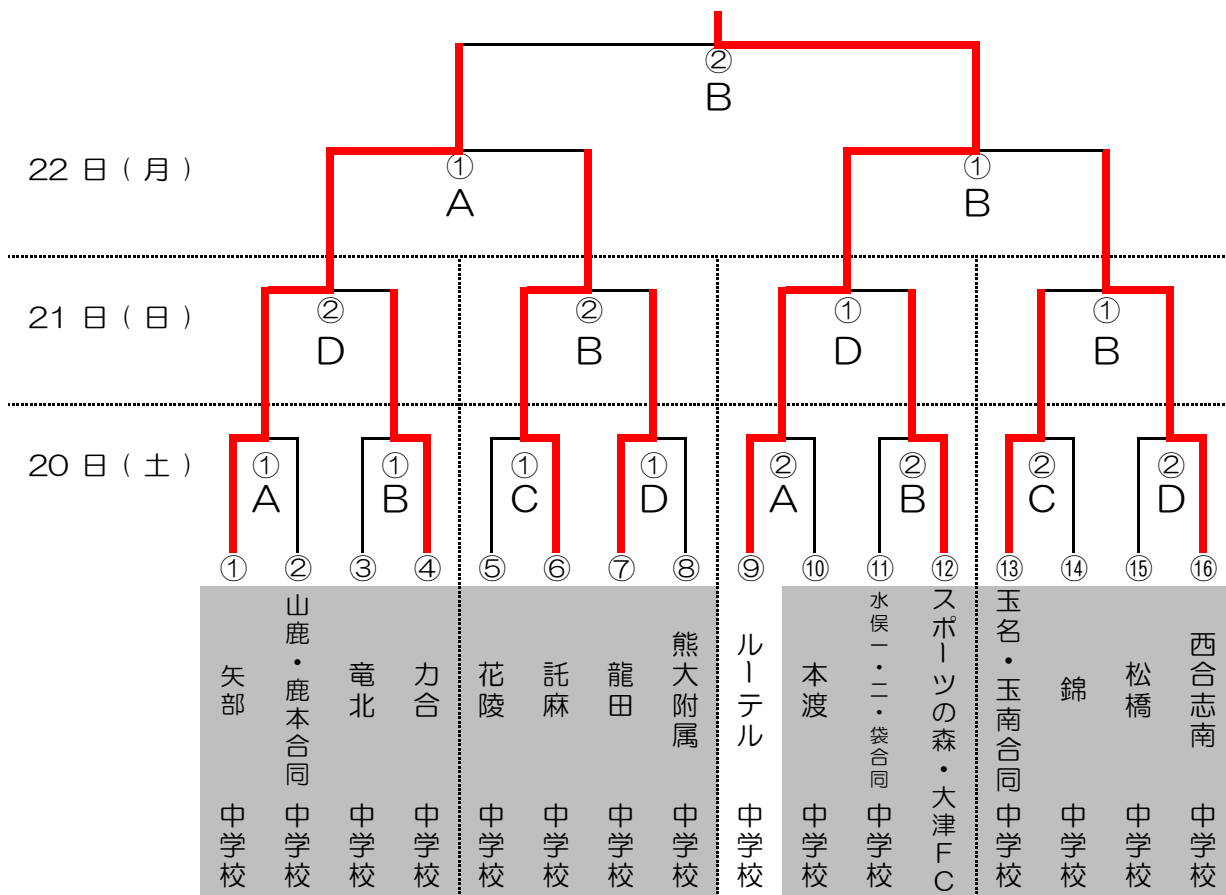 ②
B
22日(月)
①
A
①
B
21日(日)
②
D
②
B
①
D
①
B
20日(土)
①
A
①
B
①
C
①
D
②
A
②
B
②
C
②
D
① ② ③ ④ ⑤ ⑥ ⑦ ⑧ ⑨ ⑩ ⑪ ⑫ ⑬ ⑭ ⑮ ⑯
矢部中学校
山鹿・鹿本合同中学校
竜北中学校
力合中学校
花陵中学校
託麻中学校
龍田中学校
熊大附属中学校
ルーテル中学校
本渡中学校
水俣一・二・袋合同中学校
スポーツの森・大津FC
玉名・玉南合同中学校
錦中学校
松橋中学校
西合志南中学校